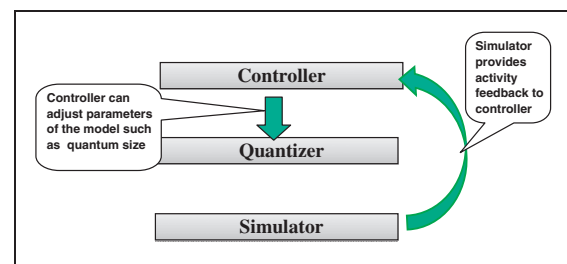 Controller
Quantizer
Simulator
Controller can
adjust parameters
of the model such
as quantum size
Simulator
provides
activity
feedback to
controller